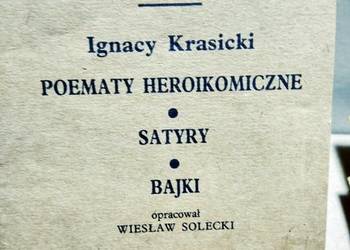 Ignacy Krasicki
POEMATY HEROIKOMICZNE
•
SATYRY
•
BAJKI
opracował
WIESŁAW SOLECKI